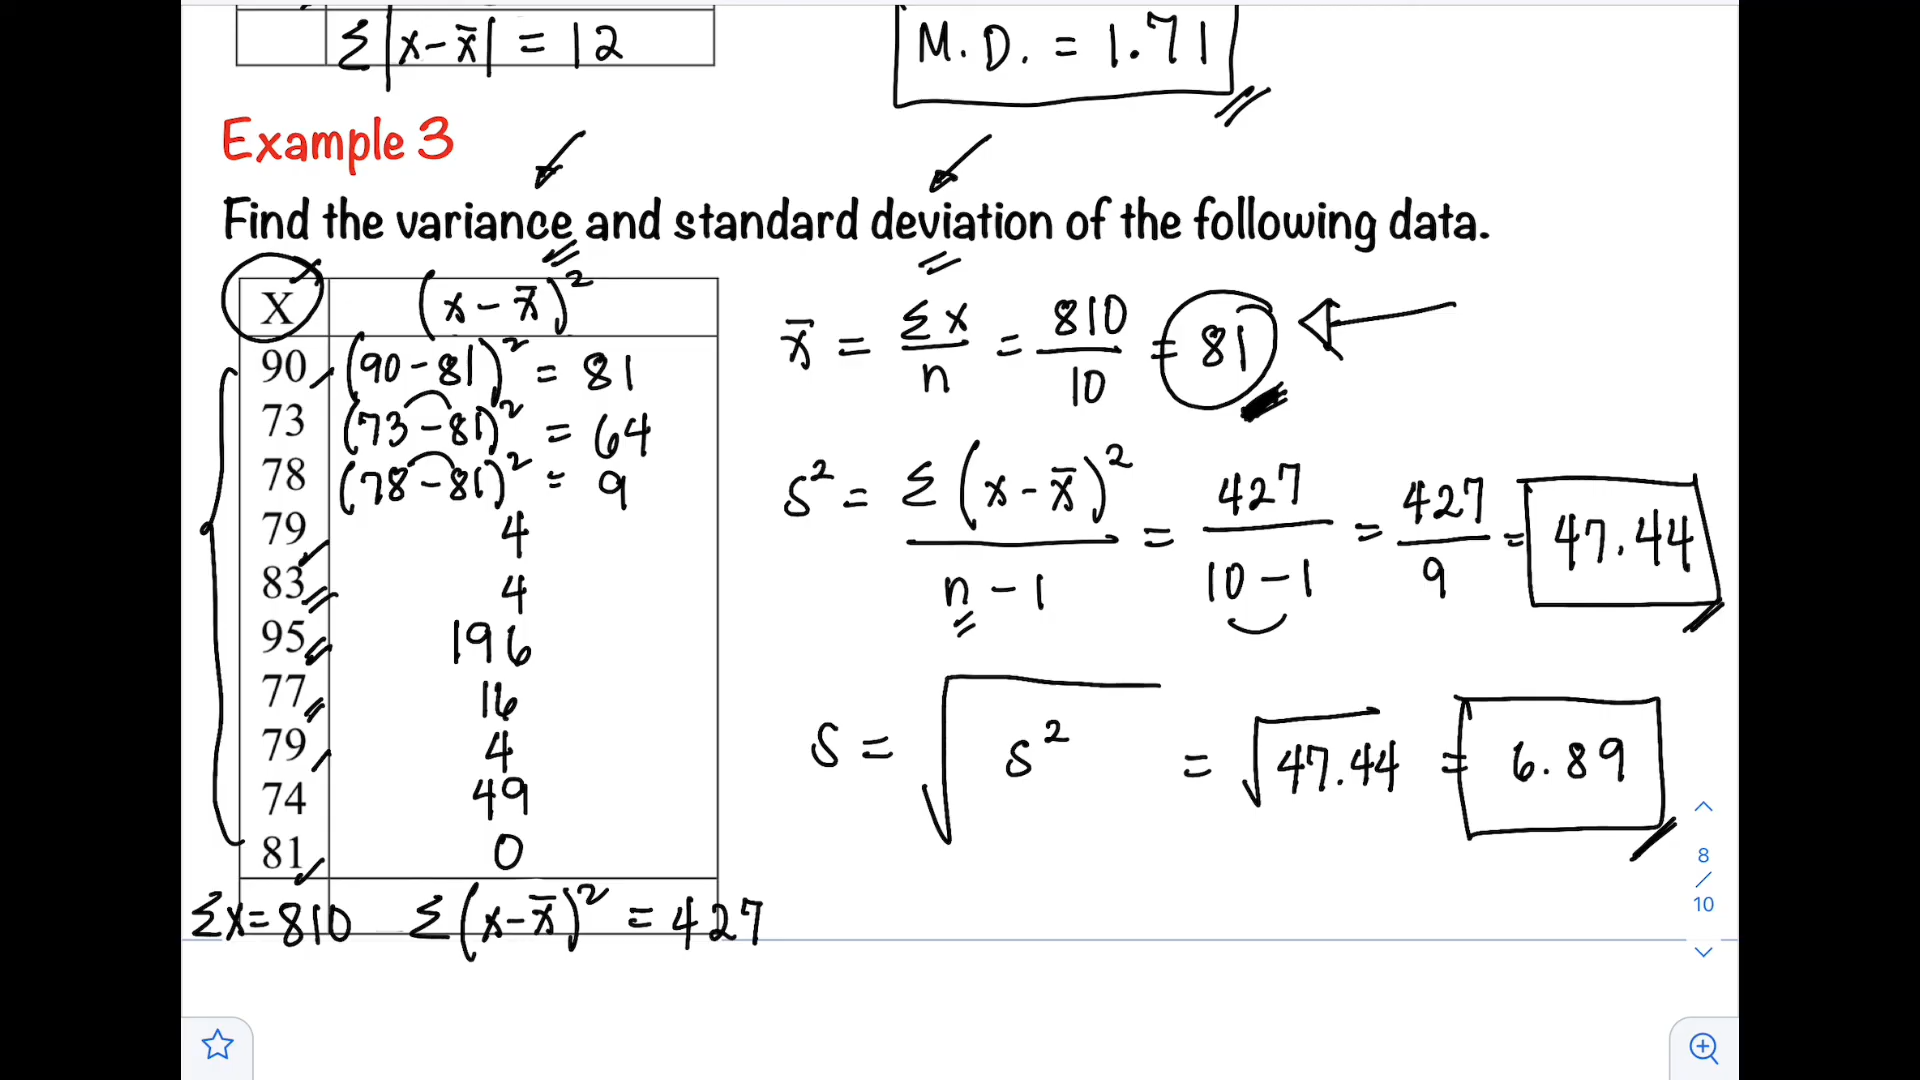 Σ|x-x̄| = 12
M.D. = 1.71
Example 3
Find the variance and standard deviation of the following data.
X (x-x̄)²
90 (90-81)² = 81
73 (73-81)² = 64
78 (78-81)² = 9
79 4
83 4
95 196
77 16
79 4
74 49
81 0
Σx=810 Σ(x-x̄)² = 427
x̄ = Σx/n = 810/10 = 81
s² = Σ(x-x̄)²/n-1 = 427/10-1 = 427/9 = 47.44
s = √s² = √47.44 = 6.89
8
/
10